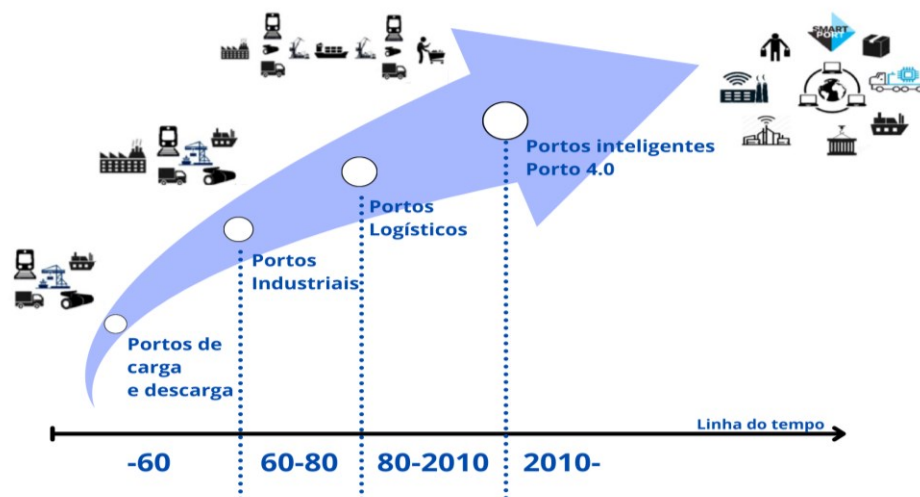 SMART
PORT
Portos inteligentes
Porto 4.0
Portos
Logísticos
Portos
Industriais
Portos de
carga
e descarga
Linha do tempo
-60
60-80
80-2010
2010-